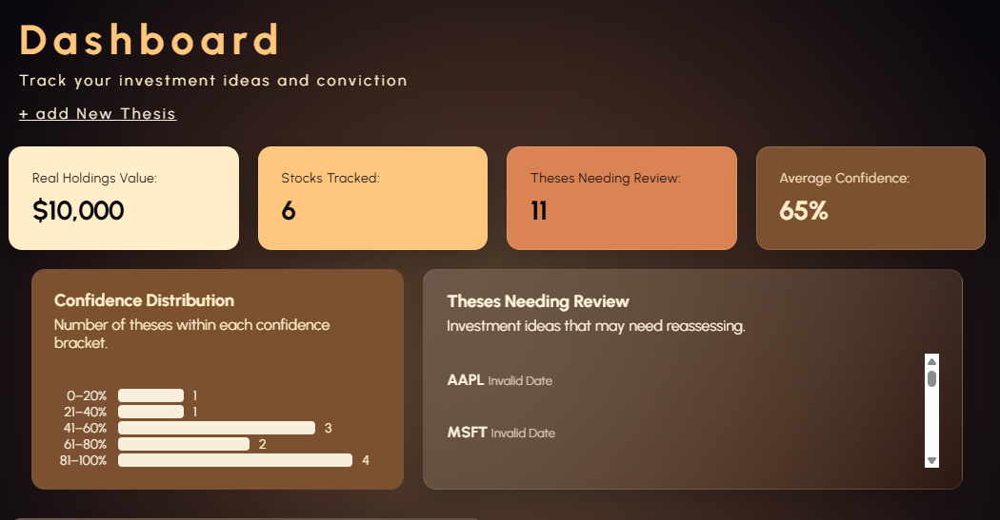 Dashboard
Track your investment ideas and conviction
+ add New Thesis
Real Holdings Value:
$10,000
Stocks Tracked:
6
Theses Needing Review:
11
Average Confidence:
65%
Confidence Distribution
Number of theses within each confidence
bracket.
0–20% 1
21–40% 1
41–60% 3
61–80% 2
81–100% 4
Theses Needing Review
Investment ideas that may need reassessing.
AAPL Invalid Date
MSFT Invalid Date